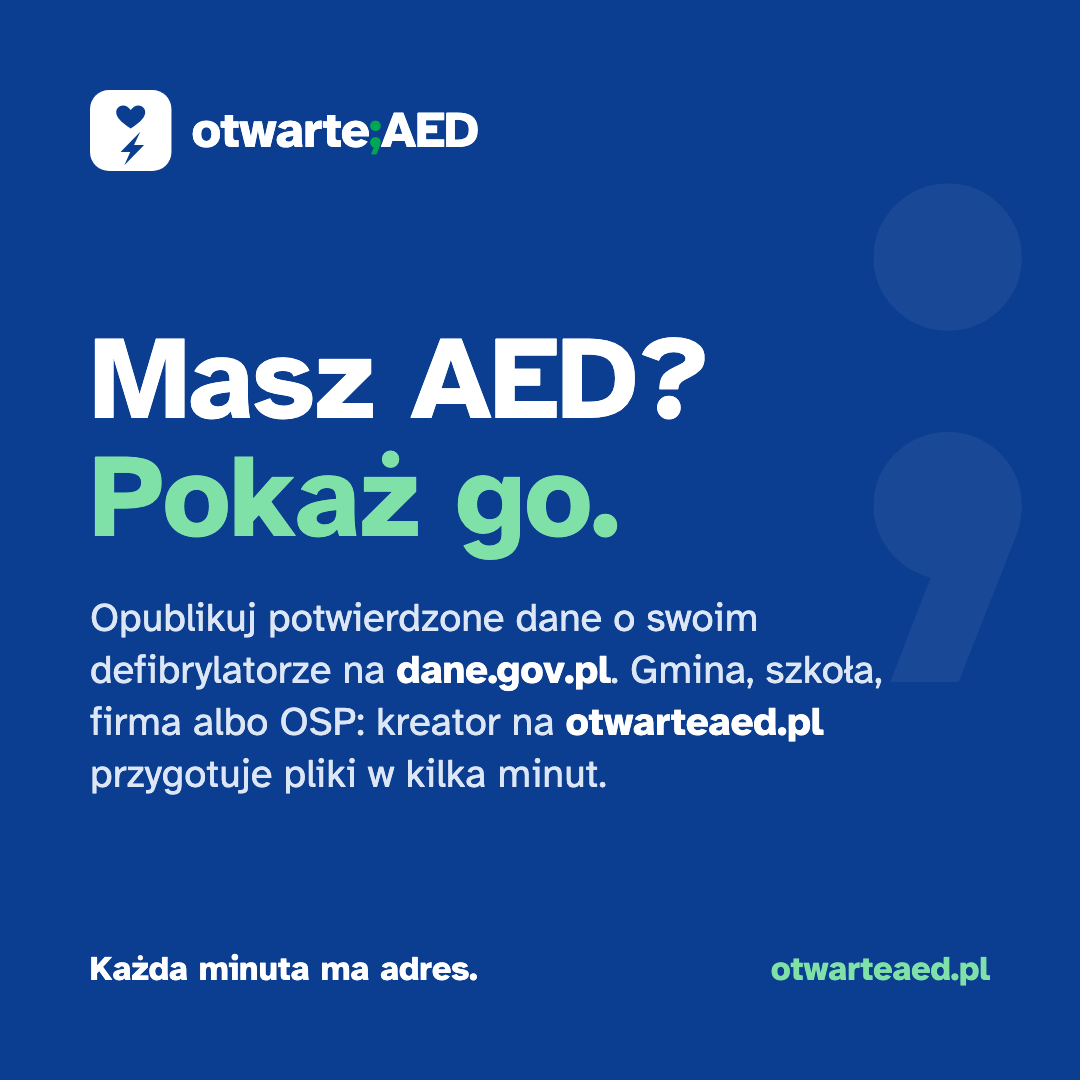 otwarte;AED
Masz AED?
Pokaż go.
Opublikuj potwierdzone dane o swoim
defibrylatorze na dane.gov.pl. Gmina, szkoła,
firma albo OSP: kreator na otwarteaed.pl
przygotuje pliki w kilka minut.
Każda minuta ma adres.
otwarteaed.pl